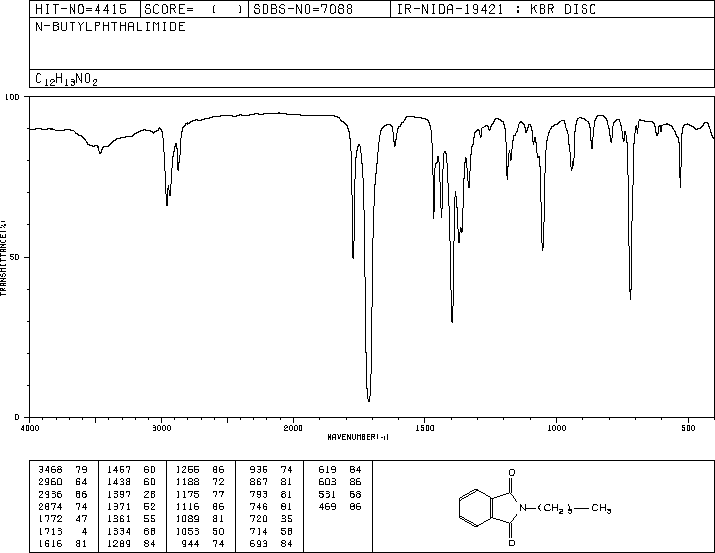 HIT-NO=4415 SCORE= ( ) SDBS-NO=7088 IR-NIDA-19421 : KBR DISC
N-BUTYLPHTHALIMIDE
C12H13NO2
100
50
0
TRANSMITTANCE(%)
4000 3000 2000 1500 1000 500
WAVENUMBER(-1)
3468 79 1467 60 1266 86 936 74 619 84
2960 64 1438 60 1188 72 867 81 603 86
2936 66 1397 28 1175 77 793 81 531 68
2874 74 1371 52 1116 86 746 81 469 86
1772 47 1361 55 1089 81 720 35
1713 4 1334 68 1053 50 714 58
1616 81 1289 84 944 74 693 84
O
N—(CH2)3—CH3
O